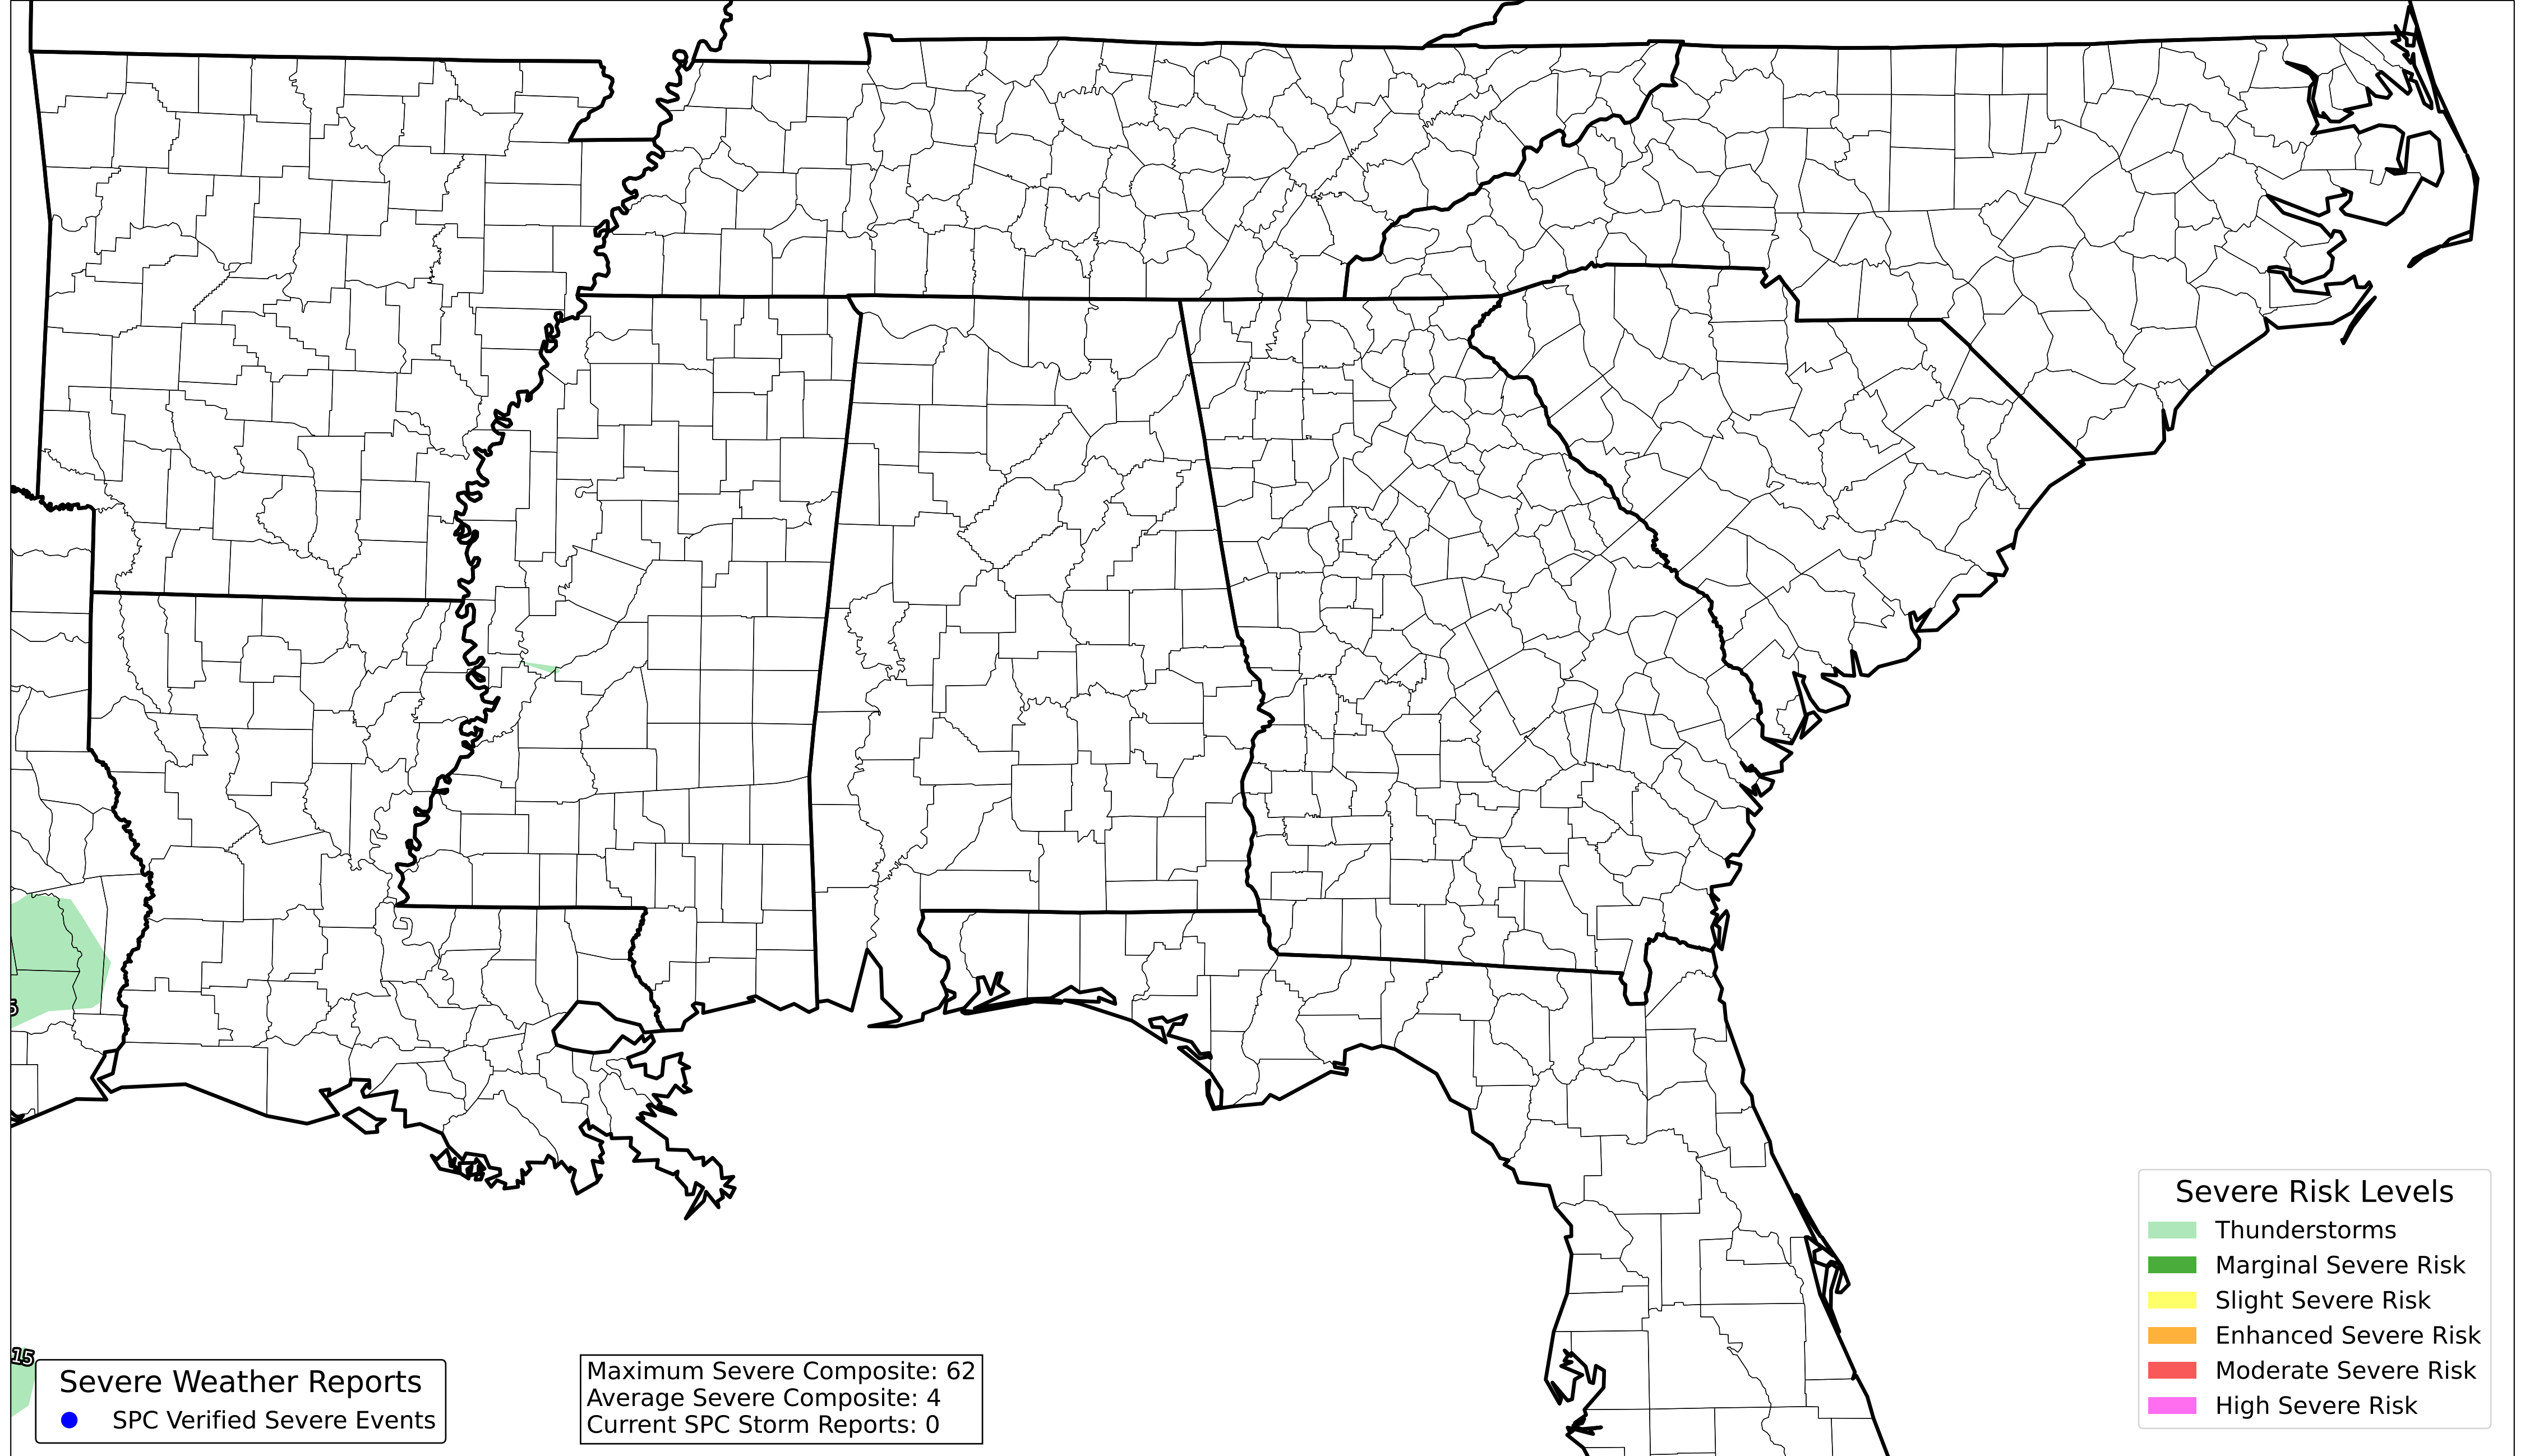 15
Severe Weather Reports
SPC Verified Severe Events
Maximum Severe Composite: 62
Average Severe Composite: 4
Current SPC Storm Reports: 0
Severe Risk Levels
Thunderstorms
Marginal Severe Risk
Slight Severe Risk
Enhanced Severe Risk
Moderate Severe Risk
High Severe Risk